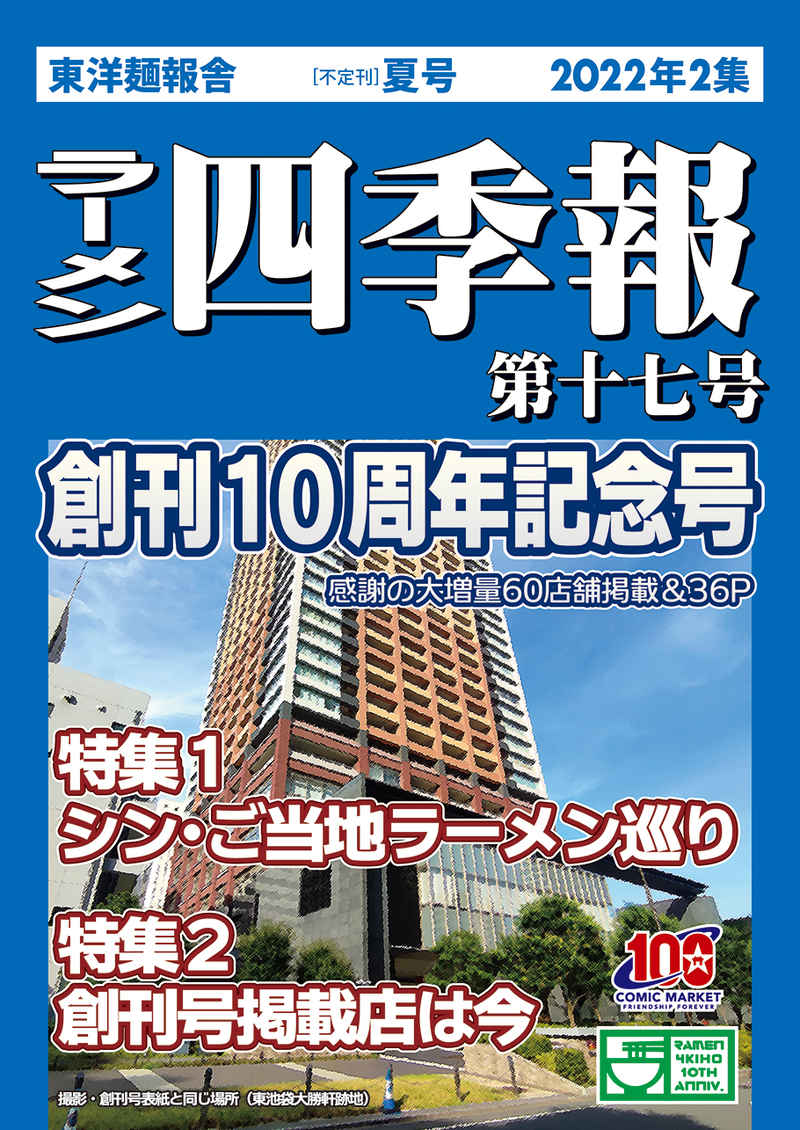 東洋麺報舎 [不定刊]夏号 2022年2集
ラーメン四季報
第十七号
創刊10周年記念号
感謝の大増量60店舗掲載&36P
特集1
シン・ご当地ラーメン巡り
特集2
創刊号掲載店は今
100
COMIC MARKET
FRIENDSHIP, FOREVER
RAMEN
4KIHO
10TH
ANNIV.
撮影・創刊号表紙と同じ場所（東池袋大勝軒跡地）